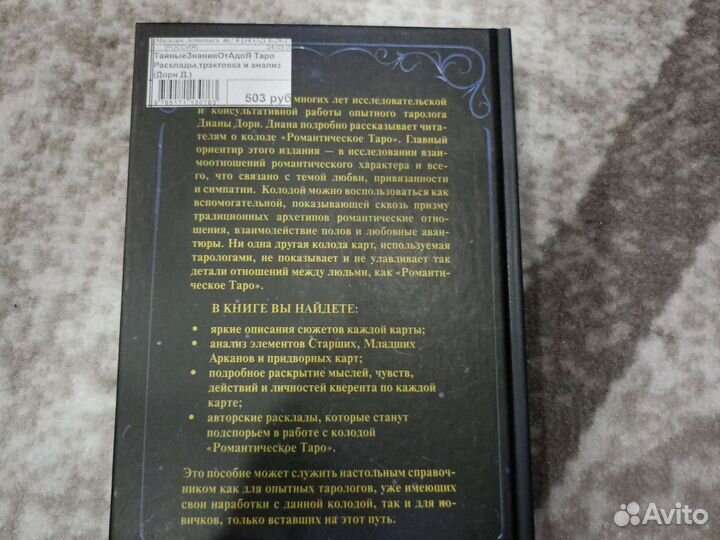 (РОССИЯ)
ТайныеЗнанияОтАдоЯ Таро
Расклады,трактовка и анализ
(Дорн Д.)
503 руб
многих лет исследовательской
и консультативной работы опытного таролога
Дианы Дорн. Диана подробно рассказывает чита-
телям о колоде «Романтическое Таро». Главный
ориентир этого издания — в исследовании взаи-
моотношений романтического характера и все-
го, что связано с темой любви, привязанности
и симпатии. Колодой можно воспользоваться как
вспомогательной, показывающей сквозь призму
традиционных архетипов романтические отно-
шения, взаимодействие полов и любовные аван-
тюры. Ни одна другая колода карт, используемая
тарологами, не показывает и не улавливает так
детали отношений между людьми, как «Романти-
ческое Таро».
В КНИГЕ ВЫ НАЙДЕТЕ:
• яркие описания сюжетов каждой карты;
• анализ элементов Старших, Младших
Арканов и придворных карт;
• подробное раскрытие мыслей, чувств,
действий и личностей кверента по каждой
карте;
• авторские расклады, которые станут
подспорьем в работе с колодой
«Романтическое Таро».
Это пособие может служить настольным справоч-
ником как для опытных тарологов, уже имеющих
свои наработки с данной колодой, так и для но-
вичков, только вставших на этот путь.
Avito